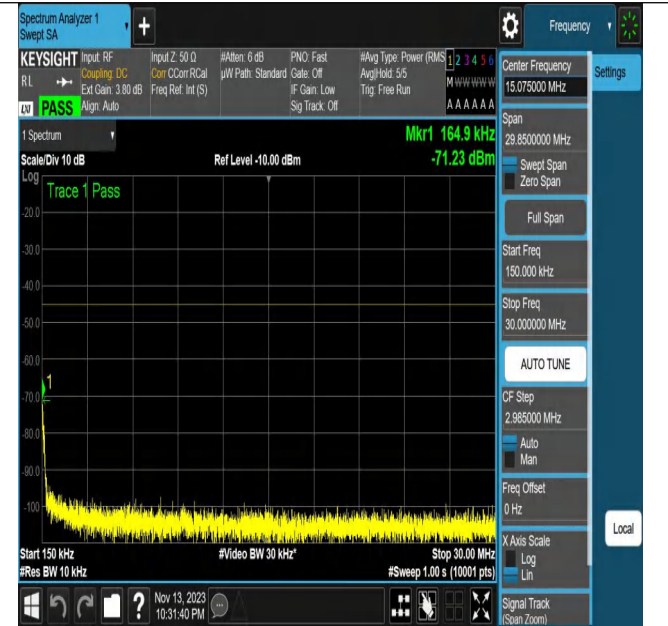 Spectrum Analyzer 1
Swept SA
+
Frequency
KEYSIGHT
RL
LXI
PASS
Input: RF
Coupling: DC
Ext Gain: 3.80 dB
Align: Auto
Input Z: 50 Ω
Corr CCorr RCal
Freq Ref: Int (S)
#Atten: 6 dB
µW Path: Standard
PNO: Fast
Gate: Off
IF Gain: Low
Sig Track: Off
#Avg Type: Power (RMS
Avg|Hold: 5/5
Trig: Free Run
1 2 3 4 5 6
M W W W W W
A A A A A A
1 Spectrum
Mkr1 164.9 kHz
Scale/Div 10 dB
Ref Level -10.00 dBm
-71.23 dBm
Log
Trace 1 Pass
-20.0
-30.0
-40.0
-50.0
-60.0
1
-70.0
-80.0
-90.0
-100
Start 150 kHz
#Video BW 30 kHz*
Stop 30.00 MHz
#Res BW 10 kHz
#Sweep 1.00 s (10001 pts)
?
Nov 13, 2023
10:31:40 PM
Center Frequency
15.075000 MHz
Settings
Span
29.8500000 MHz
Swept Span
Zero Span
Full Span
Start Freq
150.000 kHz
Stop Freq
30.000000 MHz
AUTO TUNE
CF Step
2.985000 MHz
Auto
Man
Freq Offset
0 Hz
Local
X Axis Scale
Log
Lin
Signal Track
(Span Zoom)